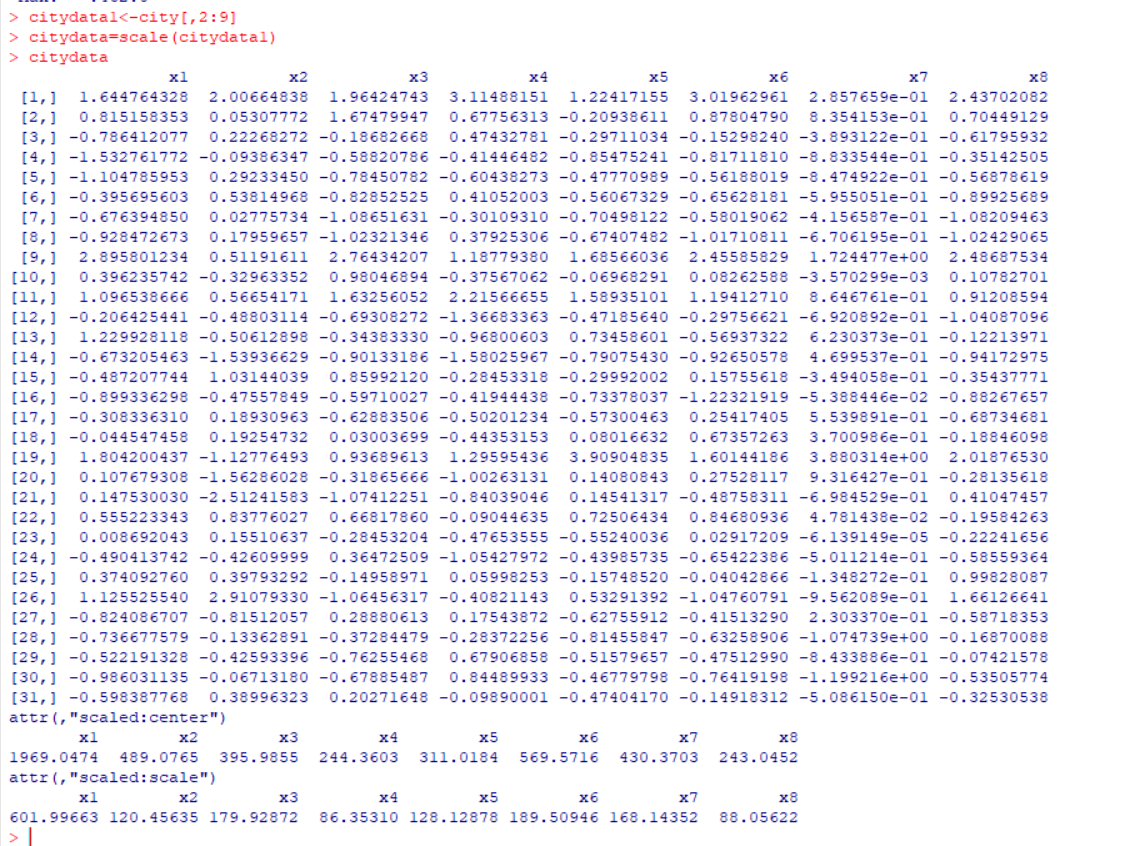 > citydata1<-city[,2:9]
> citydata=scale(citydata1)
> citydata
x1 x2 x3 x4 x5 x6 x7 x8
[1,] 1.644764328 2.00664838 1.96424743 3.11488151 1.22417155 3.01962961 2.857659e-01 2.43702082
[2,] 0.815158353 0.05307772 1.67479947 0.67756313 -0.20938611 0.87804790 8.354153e-01 0.70449129
[3,] -0.786412077 0.22268272 -0.18682668 0.47432781 -0.29711034 -0.15298240 -3.893122e-01 -0.61795932
[4,] -1.532761772 -0.09386347 -0.58820786 -0.41446482 -0.85475241 -0.81711810 -8.833544e-01 -0.35142505
[5,] -1.104785953 0.29233450 -0.78450782 -0.60438273 -0.47770989 -0.56188019 -8.474922e-01 -0.56878619
[6,] -0.395695603 0.53814968 -0.82852525 0.41052003 -0.56067329 -0.65628181 -5.955051e-01 -0.89925689
[7,] -0.676394850 0.02775734 -1.08651631 -0.30109310 -0.70498122 -0.58019062 -4.156587e-01 -1.08209463
[8,] -0.928472673 0.17959657 -1.02321346 0.37925306 -0.67407482 -1.01710811 -6.706195e-01 -1.02429065
[9,] 2.895801234 0.51191611 2.76434207 1.18779380 1.68566036 2.45585829 1.724477e+00 2.48687534
[10,] 0.396235742 -0.32963352 0.98046894 -0.37567062 -0.06968291 0.08262588 -3.570299e-03 0.10782701
[11,] 1.096538666 0.56654171 1.63256052 2.21566655 1.58935101 1.19412710 8.646761e-01 0.91208594
[12,] -0.206425441 -0.48803114 -0.69308272 -1.36683363 -0.47185640 -0.29756621 -6.920892e-01 -1.04087096
[13,] 1.229928118 -0.50612898 -0.34383330 -0.96800603 0.73458601 -0.56937322 6.230373e-01 -0.12213971
[14,] -0.673205463 -1.53936629 -0.90133186 -1.58025967 -0.79075430 -0.92650578 4.699537e-01 -0.94172975
[15,] -0.487207744 1.03144039 0.85992120 -0.28453318 -0.29992002 0.15755618 -3.494058e-01 -0.35437771
[16,] -0.899336298 -0.47557849 -0.59710027 -0.41944438 -0.73378037 -1.22321919 -5.388446e-02 -0.88267657
[17,] -0.308336310 0.18930963 -0.62883506 -0.50201234 -0.57300463 0.25417405 5.539891e-01 -0.68734681
[18,] -0.044547458 0.19254732 0.03003699 -0.44353153 0.08016632 0.67357263 3.700986e-01 -0.18846098
[19,] 1.804200437 -1.12776493 0.93689613 1.29595436 3.90904835 1.60144186 3.880314e+00 2.01876530
[20,] 0.107679308 -1.56286028 -0.31865666 -1.00263131 0.14080843 0.27528117 9.316427e-01 -0.28135618
[21,] 0.147530030 -2.51241583 -1.07412251 -0.84039046 0.14541317 -0.48758311 -6.984529e-01 0.41047457
[22,] 0.555223343 0.83776027 0.66817860 -0.09044635 0.72506434 0.84680936 4.781438e-02 -0.19584263
[23,] 0.008692043 0.15510637 -0.28453204 -0.47653555 -0.55240036 0.02917209 -6.139149e-05 -0.22241656
[24,] -0.490413742 -0.42609999 0.36472509 -1.05427972 -0.43985735 -0.65422386 -5.011214e-01 -0.58559364
[25,] 0.374092760 0.39793292 -0.14958971 0.05998253 -0.15748520 -0.04042866 -1.348272e-01 0.99828087
[26,] 1.125525540 2.91079330 -1.06456317 -0.40821143 0.53291392 -1.04760791 -9.562089e-01 1.66126641
[27,] -0.824086707 -0.81512057 0.28880613 0.17543872 -0.62755912 -0.41513290 2.303370e-01 -0.58718353
[28,] -0.736677579 -0.13362891 -0.37284479 -0.28372256 -0.81455847 -0.63258906 -1.074739e+00 -0.16870088
[29,] -0.522191328 -0.42593396 -0.76255468 0.67906858 -0.51579657 -0.47512990 -8.433886e-01 -0.07421578
[30,] -0.986031135 -0.06713180 -0.67885487 0.84489933 -0.46779798 -0.76419198 -1.199216e+00 -0.53505774
[31,] -0.598387768 0.38996323 0.20271648 -0.09890001 -0.47404170 -0.14918312 -5.086150e-01 -0.32530538
attr(,"scaled:center")
x1 x2 x3 x4 x5 x6 x7 x8
1969.0474 489.0765 395.9855 244.3603 311.0184 569.5716 430.3703 243.0452
attr(,"scaled:scale")
x1 x2 x3 x4 x5 x6 x7 x8
601.99663 120.45635 179.92872 86.35310 128.12878 189.50946 168.14352 88.05622
>